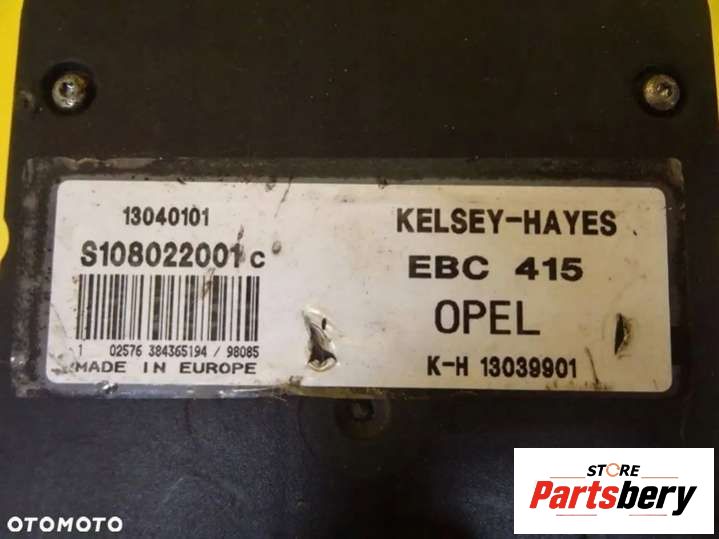 13040101
S108022001 C
1 02576 384365194 / 98085
MADE IN EUROPE
KELSEY-HAYES
EBC 415
OPEL
K-H 13039901
STORE
Partsbery
OTOMOTO